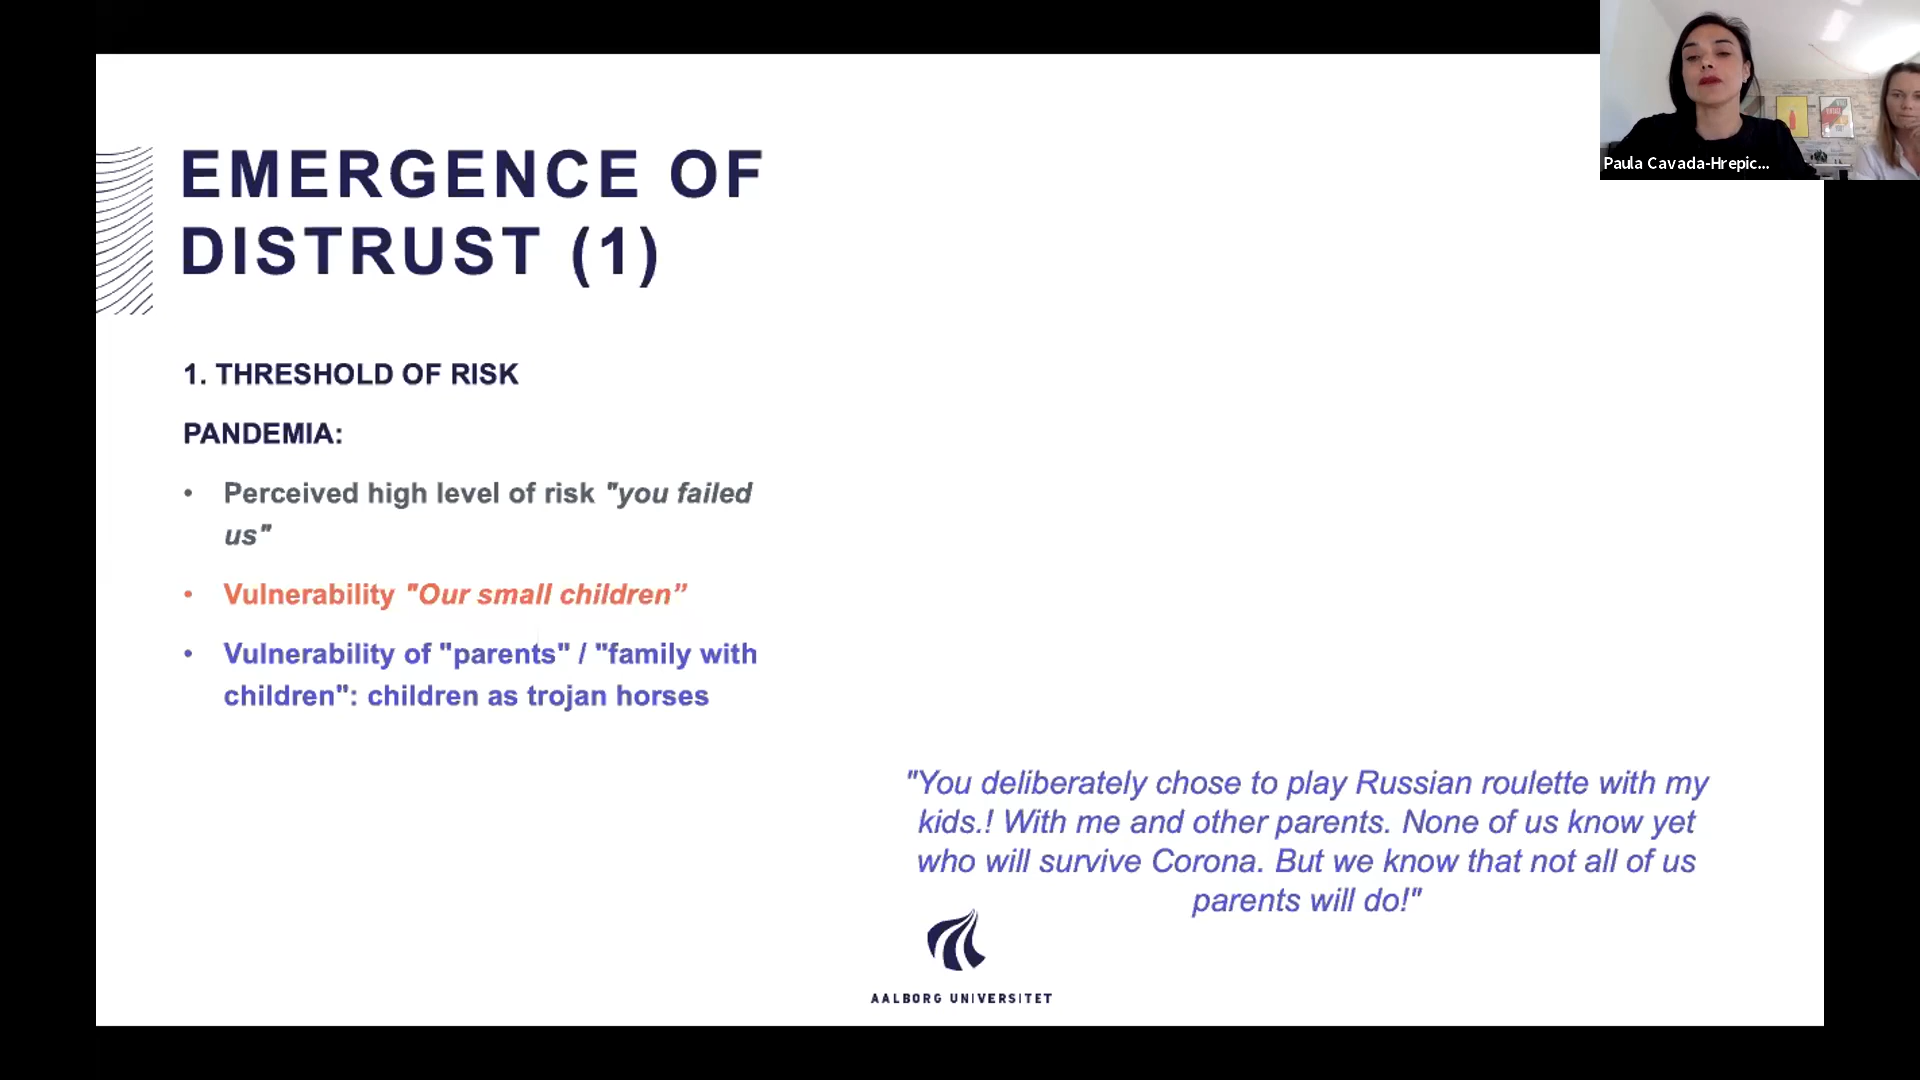 EMERGENCE OF
DISTRUST (1)
1. THRESHOLD OF RISK
PANDEMIA:
• Perceived high level of risk "you failed
us"
• Vulnerability "Our small children”
• Vulnerability of "parents" / "family with
children": children as trojan horses
"You deliberately chose to play Russian roulette with my
kids.! With me and other parents. None of us know yet
who will survive Corona. But we know that not all of us
parents will do!"
AALBORG UNIVERSITET
Paula Cavada-Hrepic...